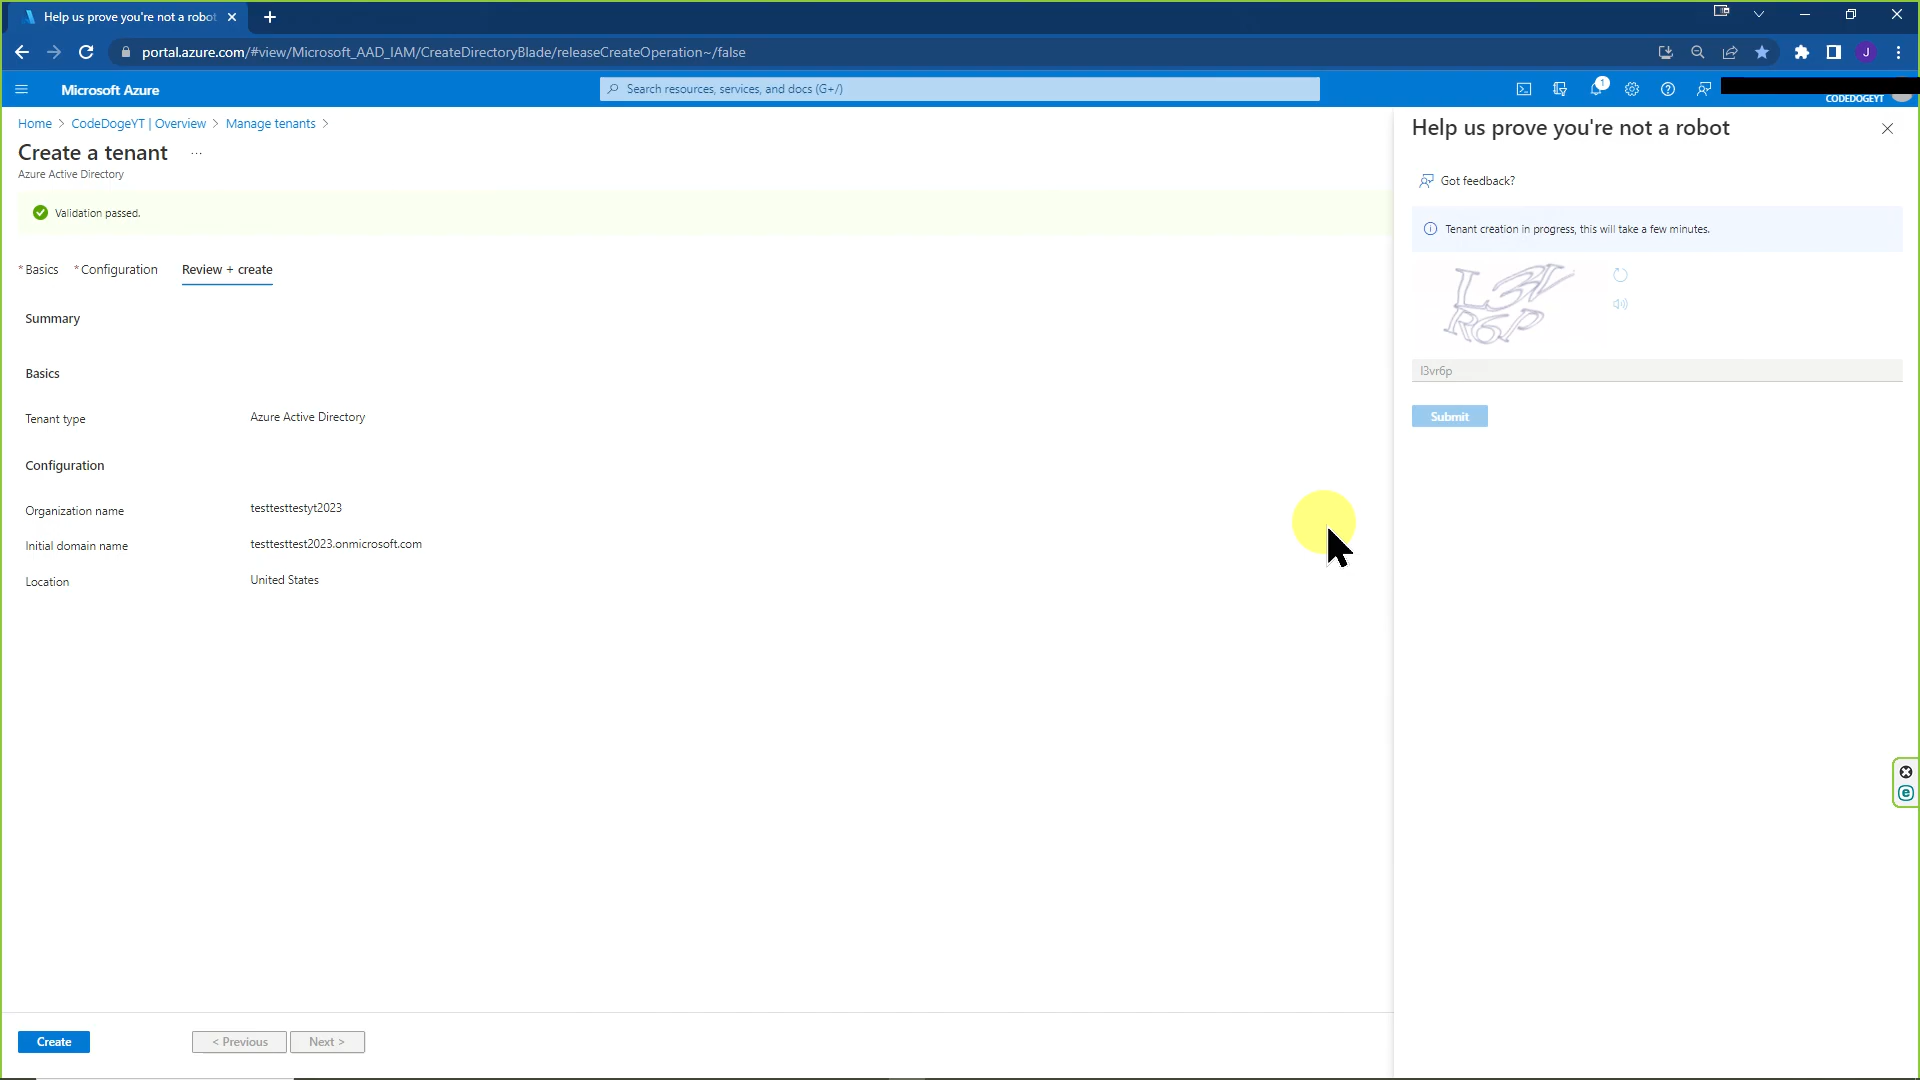 Help us prove you're not a robot
portal.azure.com/#view/Microsoft_AAD_IAM/CreateDirectoryBlade/releaseCreateOperation~/false
J
Microsoft Azure
Search resources, services, and docs (G+/)
1
CODEDOGEYT
Home > CodeDogeYT | Overview > Manage tenants >
Create a tenant ...
Azure Active Directory
Validation passed.
* Basics * Configuration Review + create
Summary
Basics
Tenant type Azure Active Directory
Configuration
Organization name testtesttestyt2023
Initial domain name testtesttest2023.onmicrosoft.com
Location United States
Create
< Previous
Next >
Help us prove you're not a robot
Got feedback?
Tenant creation in progress, this will take a few minutes.
L3V
R6P
l3vr6p
Submit